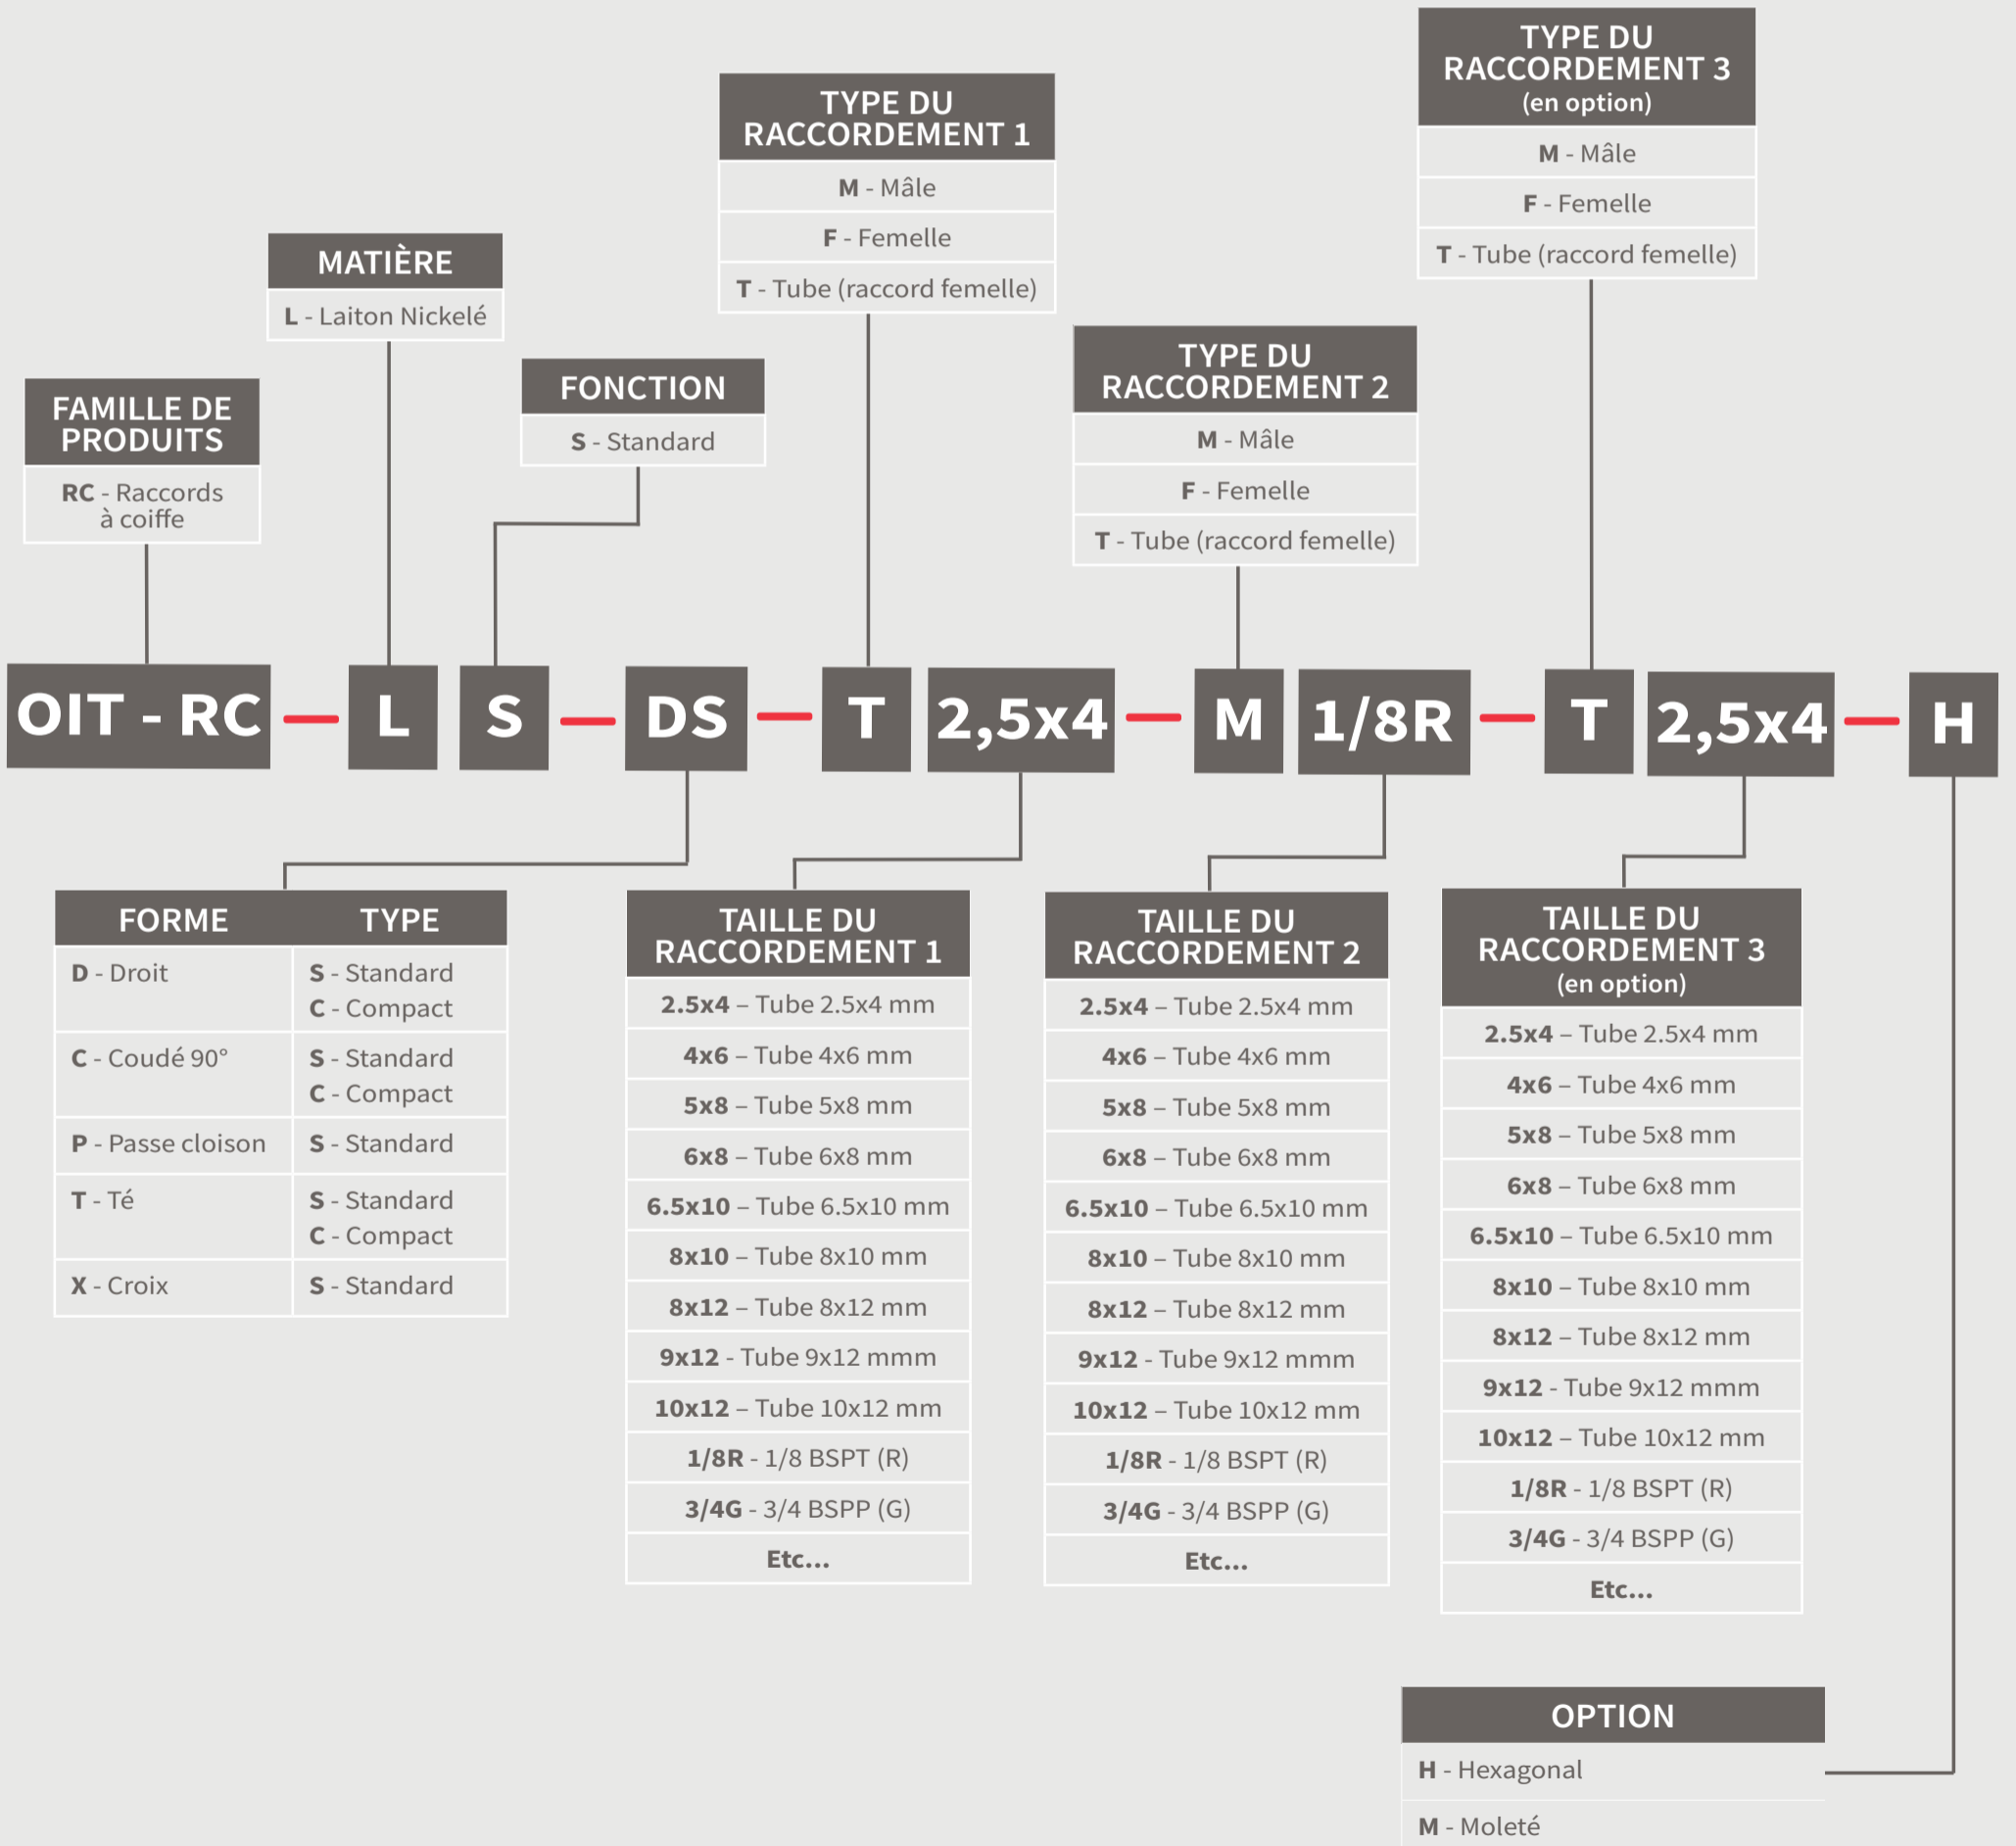 TYPE DU
RACCORDEMENT 3
(en option)
M - Mâle
F - Femelle
T - Tube (raccord femelle)
TYPE DU
RACCORDEMENT 1
M - Mâle
F - Femelle
T - Tube (raccord femelle)
MATIÈRE
L - Laiton Nickelé
TYPE DU
RACCORDEMENT 2
M - Mâle
F - Femelle
T - Tube (raccord femelle)
FONCTION
S - Standard
FAMILLE DE
PRODUITS
RC - Raccords
à coiffe
OIT - RC — L S — DS — T 2,5x4 — M 1/8R — T 2,5x4 — H
FORME TYPE
D - Droit S - Standard
C - Compact
C - Coudé 90° S - Standard
C - Compact
P - Passe cloison S - Standard
T - Té S - Standard
C - Compact
X - Croix S - Standard
TAILLE DU
RACCORDEMENT 1
2.5x4 – Tube 2.5x4 mm
4x6 – Tube 4x6 mm
5x8 – Tube 5x8 mm
6x8 – Tube 6x8 mm
6.5x10 – Tube 6.5x10 mm
8x10 – Tube 8x10 mm
8x12 – Tube 8x12 mm
9x12 - Tube 9x12 mmm
10x12 – Tube 10x12 mm
1/8R - 1/8 BSPT (R)
3/4G - 3/4 BSPP (G)
Etc...
TAILLE DU
RACCORDEMENT 2
2.5x4 – Tube 2.5x4 mm
4x6 – Tube 4x6 mm
5x8 – Tube 5x8 mm
6x8 – Tube 6x8 mm
6.5x10 – Tube 6.5x10 mm
8x10 – Tube 8x10 mm
8x12 – Tube 8x12 mm
9x12 - Tube 9x12 mmm
10x12 – Tube 10x12 mm
1/8R - 1/8 BSPT (R)
3/4G - 3/4 BSPP (G)
Etc...
TAILLE DU
RACCORDEMENT 3
(en option)
2.5x4 – Tube 2.5x4 mm
4x6 – Tube 4x6 mm
5x8 – Tube 5x8 mm
6x8 – Tube 6x8 mm
6.5x10 – Tube 6.5x10 mm
8x10 – Tube 8x10 mm
8x12 – Tube 8x12 mm
9x12 - Tube 9x12 mmm
10x12 – Tube 10x12 mm
1/8R - 1/8 BSPT (R)
3/4G - 3/4 BSPP (G)
Etc...
OPTION
H - Hexagonal
M - Moleté